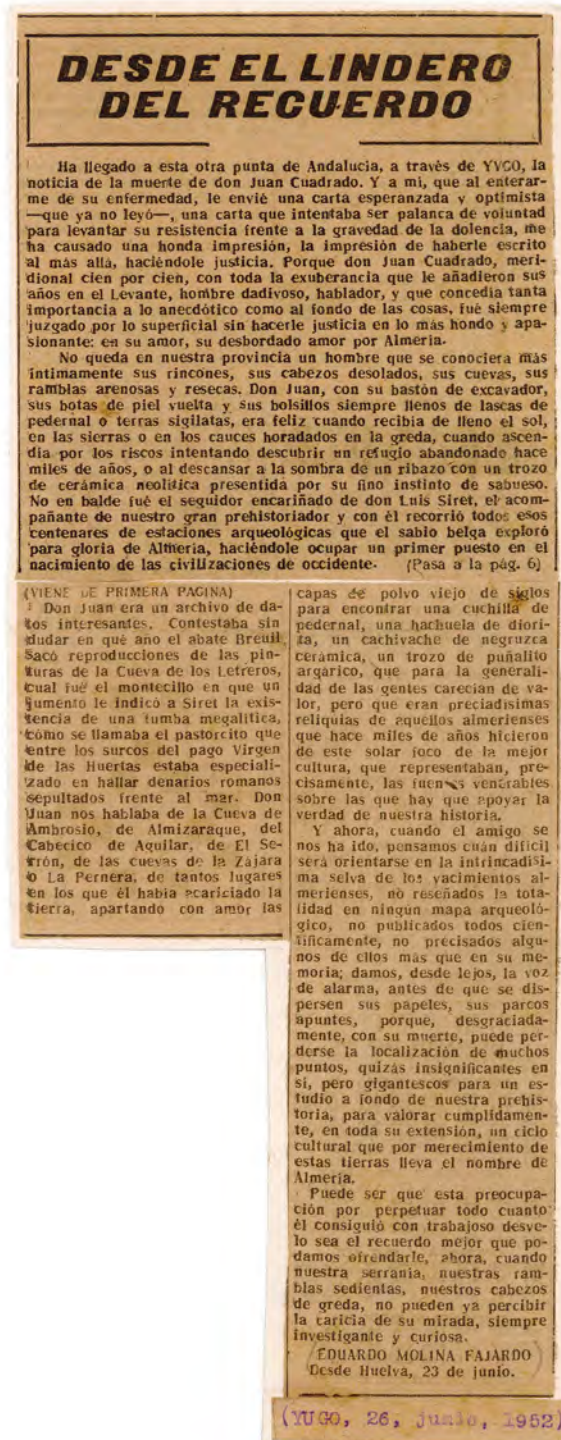 DESDE EL LINDERO
DEL RECUERDO
Ha llegado a esta otra punta de Andalucia, a través de YVGO, la
noticia de la muerte de don Juan Cuadrado. Y a mi, que al enterar-
me de su enfermedad, le envié una carta esperanzada y optimista
—que ya no leyó—, una carta que intentaba ser palanca de voluntad
para levantar su resistencia frente a la gravedad de la dolencia, me
ha causado una honda impresión, la impresión de haberle escrito
al más allá, haciéndole justicia. Porque don Juan Cuadrado, meri-
dional cien por cien, con toda la exuberancia que le añadieron sus
años en el Levante, hombre dadivoso, hablador, y que concedía tanta
importancia a lo anecdótico como al fondo de las cosas, fué siempre
juzgado por lo superficial sin hacerle justicia en lo más hondo y apa-
sionante: en su amor, su desbordado amor por Almería.
No queda en nuestra provincia un hombre que se conociera más
íntimamente sus rincones, sus cabezos desolados, sus cuevas, sus
ramblas arenosas y resecas. Don Juan, con su bastón de excavador,
sus botas de piel vuelta y sus bolsillos siempre llenos de lascas de
pedernal o terras sigilatas, era feliz cuando recibía de lleno el sol,
en las sierras o en los cauces horadados en la greda, cuando ascen-
día por los riscos intentando descubrir un refugio abandonado hace
miles de años, o al descansar a la sombra de un ribazo con un trozo
de cerámica neolítica presentida por su fino instinto de sabueso.
No en balde fué el seguidor encariñado de don Luis Siret, el acom-
pañante de nuestro gran prehistoriador y con él recorrió todos esos
centenares de estaciones arqueológicas que el sabio belga exploró
para gloria de Almería, haciéndole ocupar un primer puesto en el
nacimiento de las civilizaciones de occidente. (Pasa a la pág. 6)
(VIENE DE PRIMERA PAGINA)
Don Juan era un archivo de da-
tos interesantes. Contestaba sin
dudar en qué año el abate Breuil
sacó reproducciones de las pin-
turas de la Cueva de los Letreros,
cual fué el montecillo en que un
jumento le indicó a Siret la exis-
tencia de una tumba megalítica,
cómo se llamaba el pastorcito que
entre los surcos del pago Virgen
de las Huertas estaba especiali-
zado en hallar denarios romanos
sepultados frente al mar. Don
Juan nos hablaba de la Cueva de
Ambrosio, de Almizaraque, del
Cabecico de Aguilar, de El Se-
rrón, de las cuevas de la Zájara
o La Pernera, de tantos lugares
en los que él había acariciado la
tierra, apartando con amor las
capas de polvo viejo de siglos
para encontrar una cuchilla de
pedernal, una hachuela de diori-
ta, un cachivache de negruzca
cerámica, un trozo de puñalito
argárico, que para la generali-
dad de las gentes carecían de va-
lor, pero que eran preciadísimas
reliquias de aquéllos almerienses
que hace miles de años hicieron
de este solar foco de la mejor
cultura, que representaban, pre-
cisamente, las fuentes venerables
sobre las que hay que apoyar la
verdad de nuestra historia.
Y ahora, cuando el amigo se
nos ha ido, pensamos cuán difícil
será orientarse en la intrincadísi-
ma selva de los yacimientos al-
merienses, no reseñados la tota-
lidad en ningún mapa arqueoló-
gico, no publicados todos cien-
tíficamente, no precisados algu-
nos de ellos más que en su me-
moria; damos, desde lejos, la voz
de alarma, antes de que se dis-
persen sus papeles, sus parcos
apuntes, porque, desgraciada-
mente, con su muerte, puede per-
derse la localización de muchos
puntos, quizás insignificantes en
sí, pero gigantescos para un es-
tudio a fondo de nuestra prehis-
toria, para valorar cumplidamen-
te, en toda su extensión, un ciclo
cultural que por merecimiento de
estas tierras lleva el nombre de
Almería.
Puede ser que esta preocupa-
ción por perpetuar todo cuanto
él consiguió con trabajoso desve-
lo sea el recuerdo mejor que po-
damos ofrendarle, ahora, cuando
nuestra serranía, nuestras ram-
blas sedientas, nuestros cabezos
de greda, no pueden ya percibir
la caricia de su mirada, siempre
investigante y curiosa.
EDUARDO MOLINA FAJARDO
Desde Huelva, 23 de junio.
(YUGO, 26, junio, 1952)